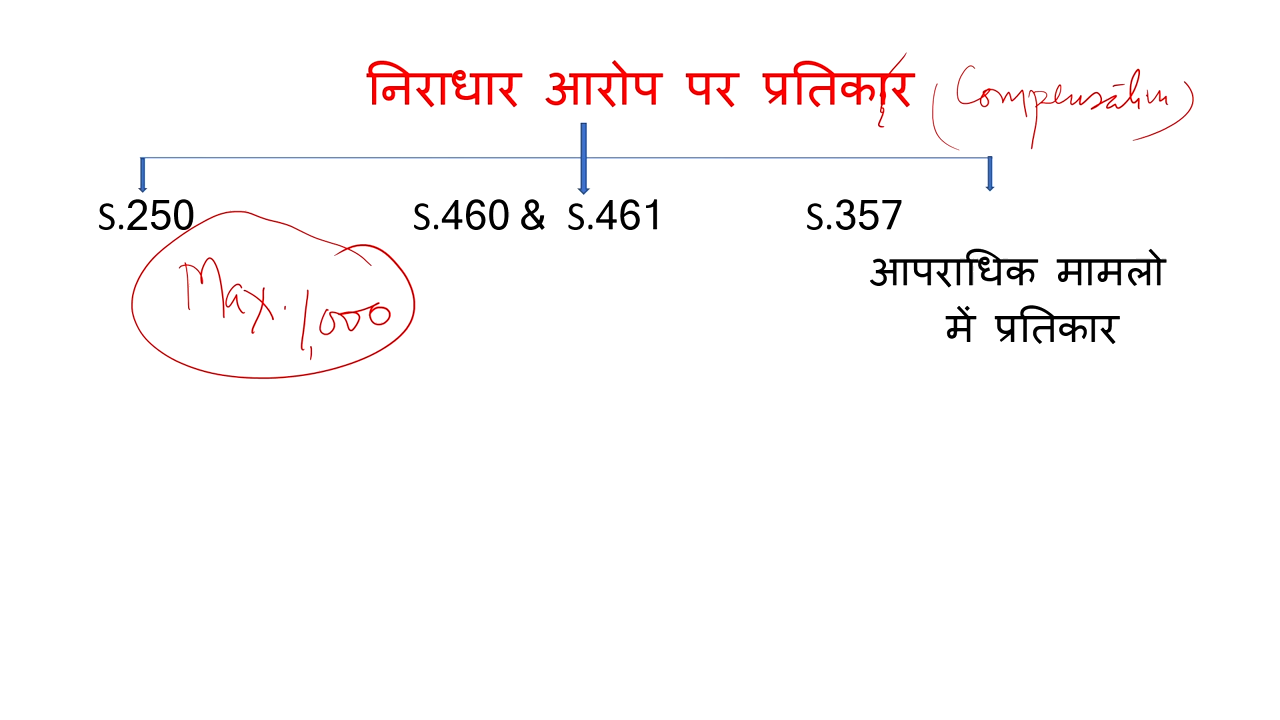 निराधार आरोप पर प्रतिकार (Compensation)
S.250 S.460 & S.461 S.357
Max. 1,000
आपराधिक मामलो
में प्रतिकार